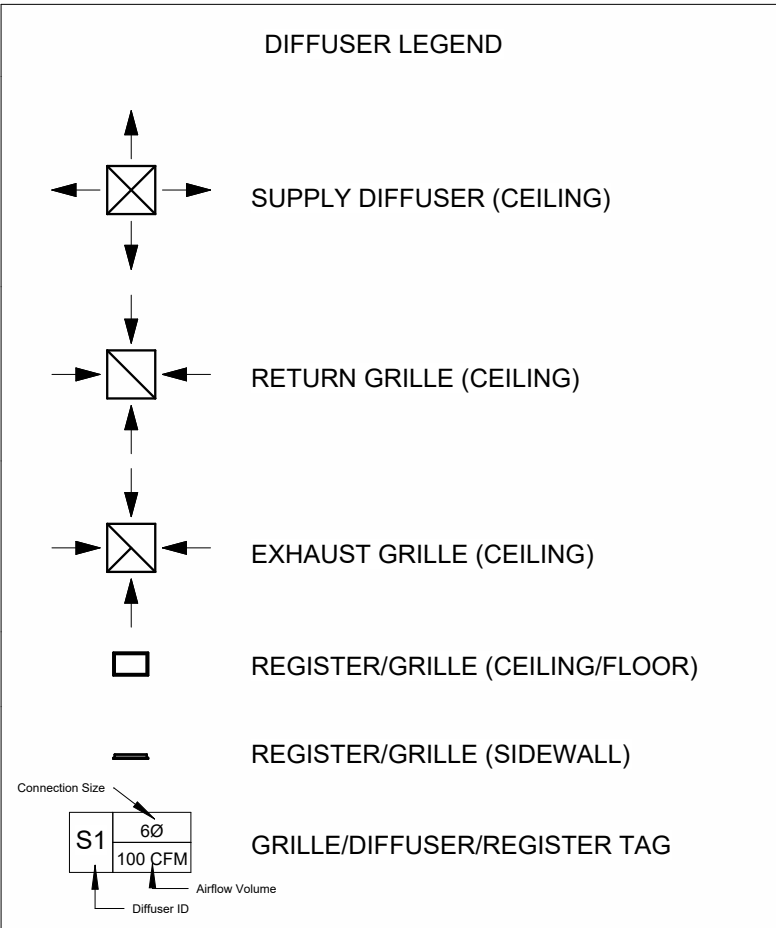 DIFFUSER LEGEND
SUPPLY DIFFUSER (CEILING)
RETURN GRILLE (CEILING)
EXHAUST GRILLE (CEILING)
REGISTER/GRILLE (CEILING/FLOOR)
REGISTER/GRILLE (SIDEWALL)
Connection Size
S1
6Ø
100 CFM
GRILLE/DIFFUSER/REGISTER TAG
Airflow Volume
Diffuser ID